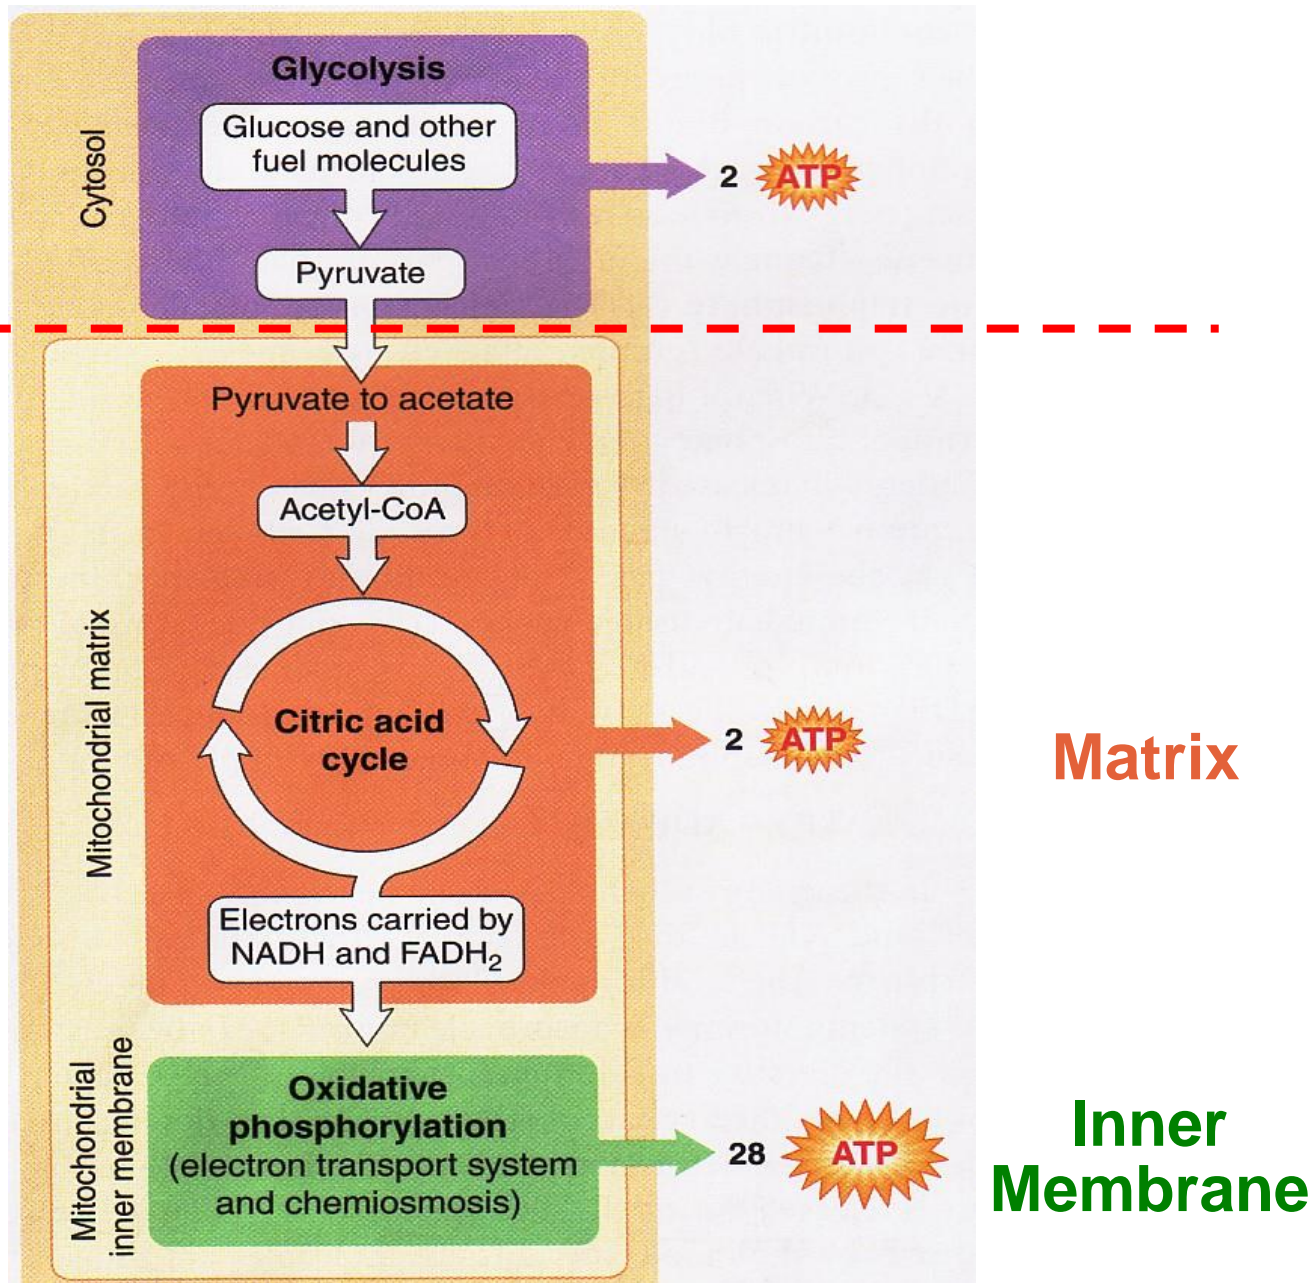 Glycolysis
Cytosol
Glucose and other
fuel molecules
2 ATP
Pyruvate
Pyruvate to acetate
Acetyl-CoA
Mitochondrial matrix
Citric acid
cycle
2 ATP
Matrix
Electrons carried by
NADH and FADH₂
Mitochondrial
inner membrane
Oxidative
phosphorylation
(electron transport system
and chemiosmosis)
28 ATP
Inner
Membrane